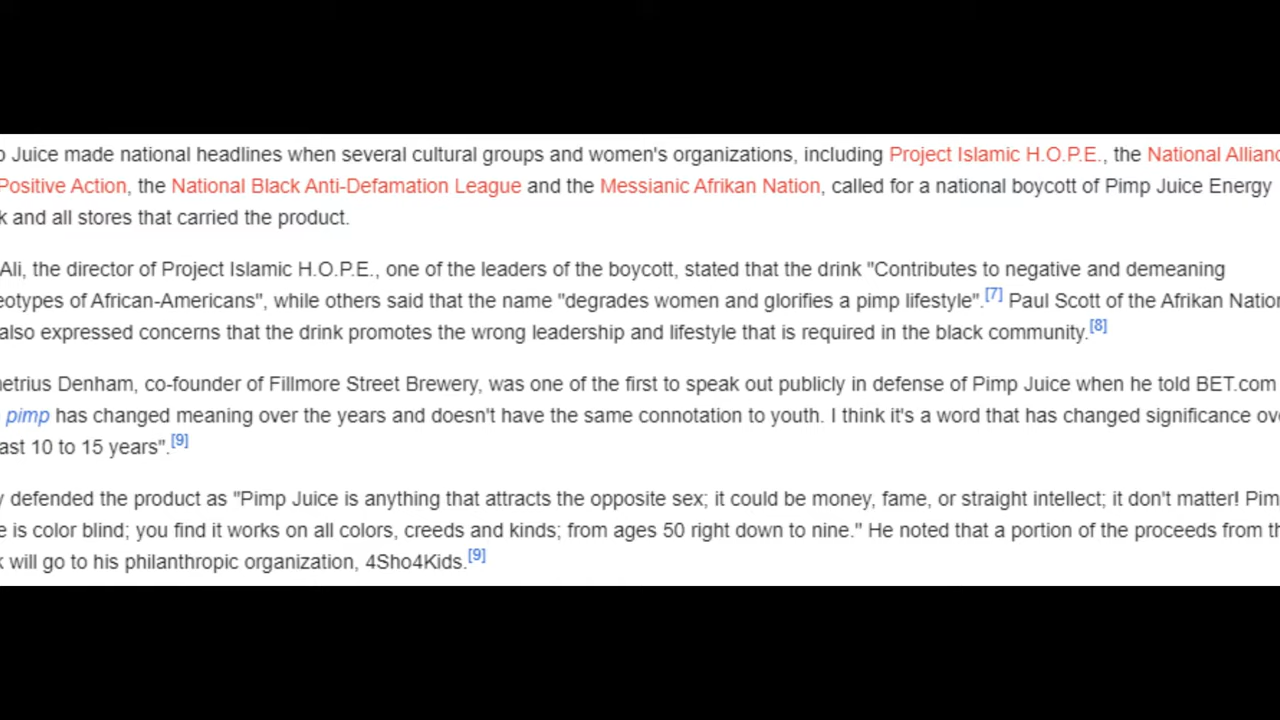 Juice made national headlines when several cultural groups and women's organizations, including Project Islamic H.O.P.E., the National
Positive Action, the National Black Anti-Defamation League and the Messianic Afrikan Nation, called for a national boycott of Pimp Juice Energy
and all stores that carried the product.
Ali, the director of Project Islamic H.O.P.E., one of the leaders of the boycott, stated that the drink "Contributes to negative and demeaning
of African-Americans", while others said that the name "degrades women and glorifies a pimp lifestyle".[7] Paul Scott of the Afrikan Nation
also expressed concerns that the drink promotes the wrong leadership and lifestyle that is required in the black community.[8]
Denham, co-founder of Fillmore Street Brewery, was one of the first to speak out publicly in defense of Pimp Juice when he told BET.com
pimp has changed meaning over the years and doesn't have the same connotation to youth. I think it's a word that has changed significance
10 to 15 years".[9]
defended the product as "Pimp Juice is anything that attracts the opposite sex; it could be money, fame, or straight intellect; it don't matter!
is color blind; you find it works on all colors, creeds and kinds; from ages 50 right down to nine." He noted that a portion of the proceeds from
will go to his philanthropic organization, 4Sho4Kids.[9]